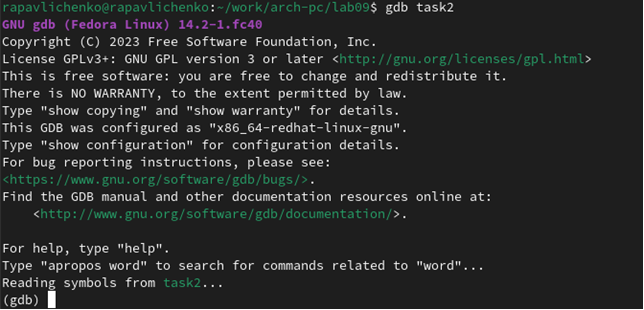 rapavlichenko@rapavlichenko:~/work/arch-pc/lab09$ gdb task2
GNU gdb (Fedora Linux) 14.2-1.fc40
Copyright (C) 2023 Free Software Foundation, Inc.
License GPLv3+: GNU GPL version 3 or later <http://gnu.org/licenses/gpl.html>
This is free software: you are free to change and redistribute it.
There is NO WARRANTY, to the extent permitted by law.
Type "show copying" and "show warranty" for details.
This GDB was configured as "x86_64-redhat-linux-gnu".
Type "show configuration" for configuration details.
For bug reporting instructions, please see:
<https://www.gnu.org/software/gdb/bugs/>.
Find the GDB manual and other documentation resources online at:
    <http://www.gnu.org/software/gdb/documentation/>.

For help, type "help".
Type "apropos word" to search for commands related to "word"...
Reading symbols from task2...
(gdb)